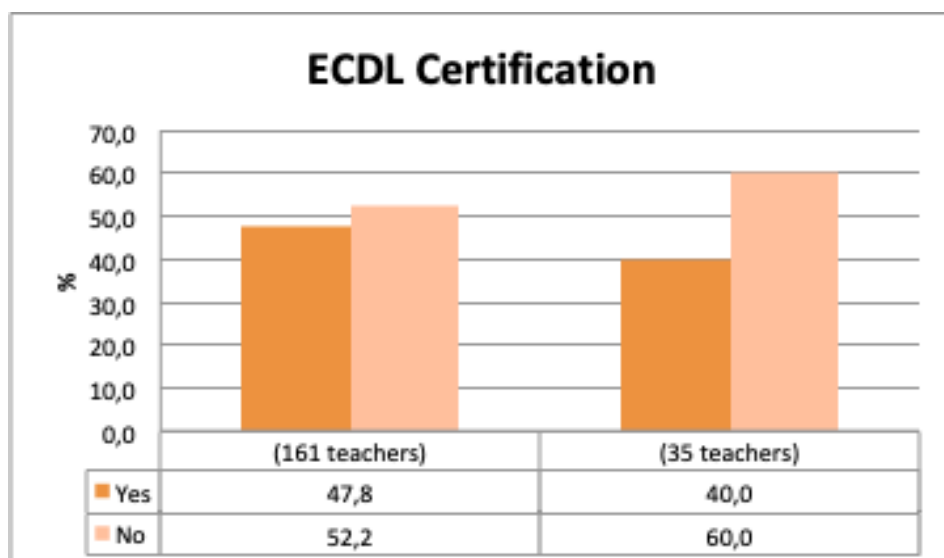 ECDL Certification
70,0
60,0
50,0
40,0
30,0
20,0
10,0
0,0
%
(161 teachers) (35 teachers)
Yes 47,8 40,0
No 52,2 60,0